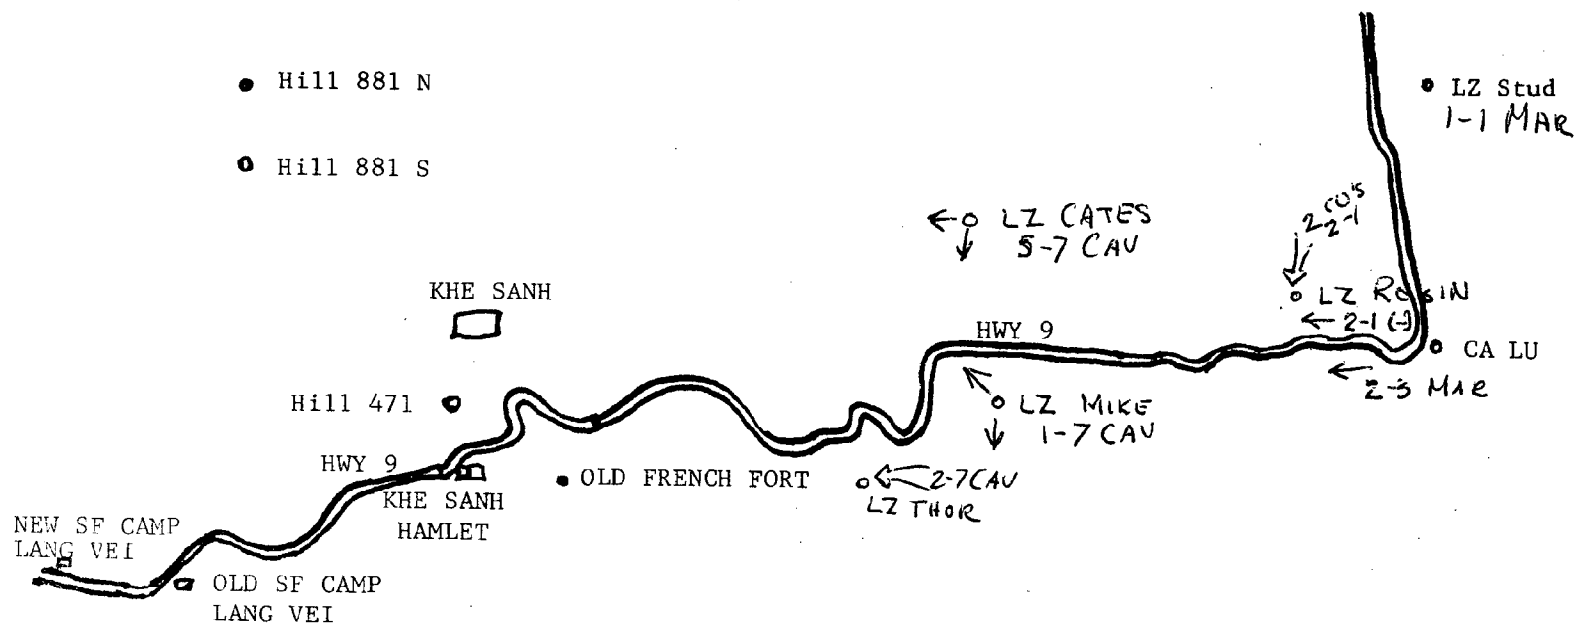 Hill 881 N
Hill 881 S
LZ Stud
1-1 MAR
LZ CATES
5-7 CAV
2 CO'S
2-1
KHE SANH
LZ ROBIN
2-1 (-)
HWY 9
CA LU
2-3 MAR
Hill 471
LZ MIKE
1-7 CAV
HWY 9
KHE SANH
HAMLET
OLD FRENCH FORT
2-7 CAV
LZ THOR
NEW SF CAMP
LANG VEI
OLD SF CAMP
LANG VEI